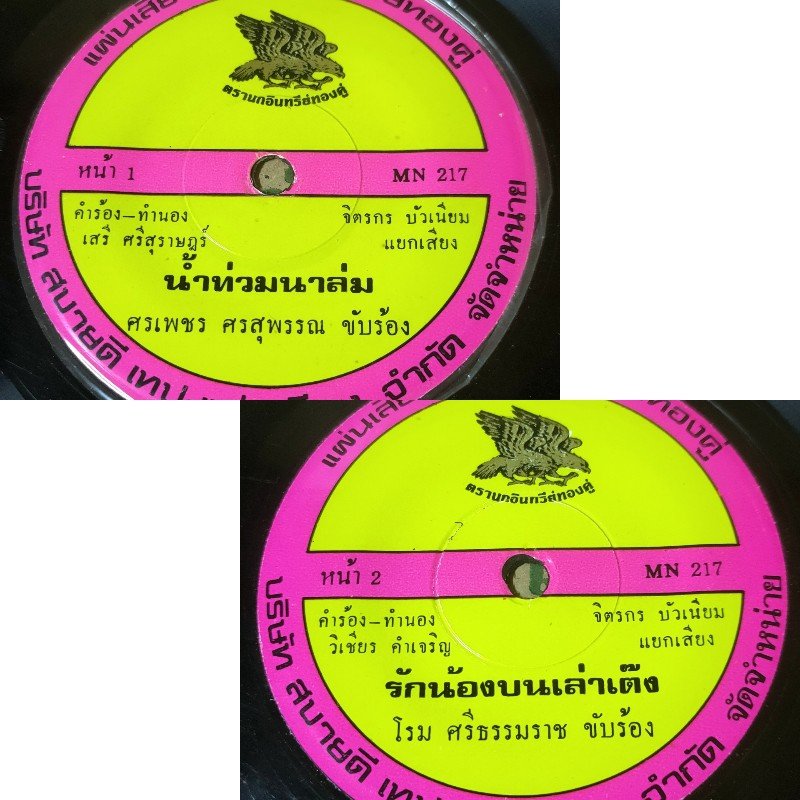 แผ่นเสีย
ทองคู่
ตรานกอินทรีย์ทองคู่
หน้า 1
MN 217
คำร้อง–ทำนอง
เสรี ศรีสุราษฎร์
จิตรกร บัวเนียม
แยกเสียง
น้ำท่วมนาล่ม
ศรเพชร ศรสุพรรณ ขับร้อง
บริษัท สบายดี เทป
จำกัด จัดจำหน่าย
แผ่นเสีย
ทองคู่
ตรานกอินทรีย์ทองคู่
หน้า 2
MN 217
คำร้อง–ทำนอง
วิเชียร คำเจริญ
จิตรกร บัวเนียม
แยกเสียง
รักน้องบนเล่าเต๊ง
โรม ศรีธรรมราช ขับร้อง
บริษัท สบายดี เทป
จำกัด จัดจำหน่าย